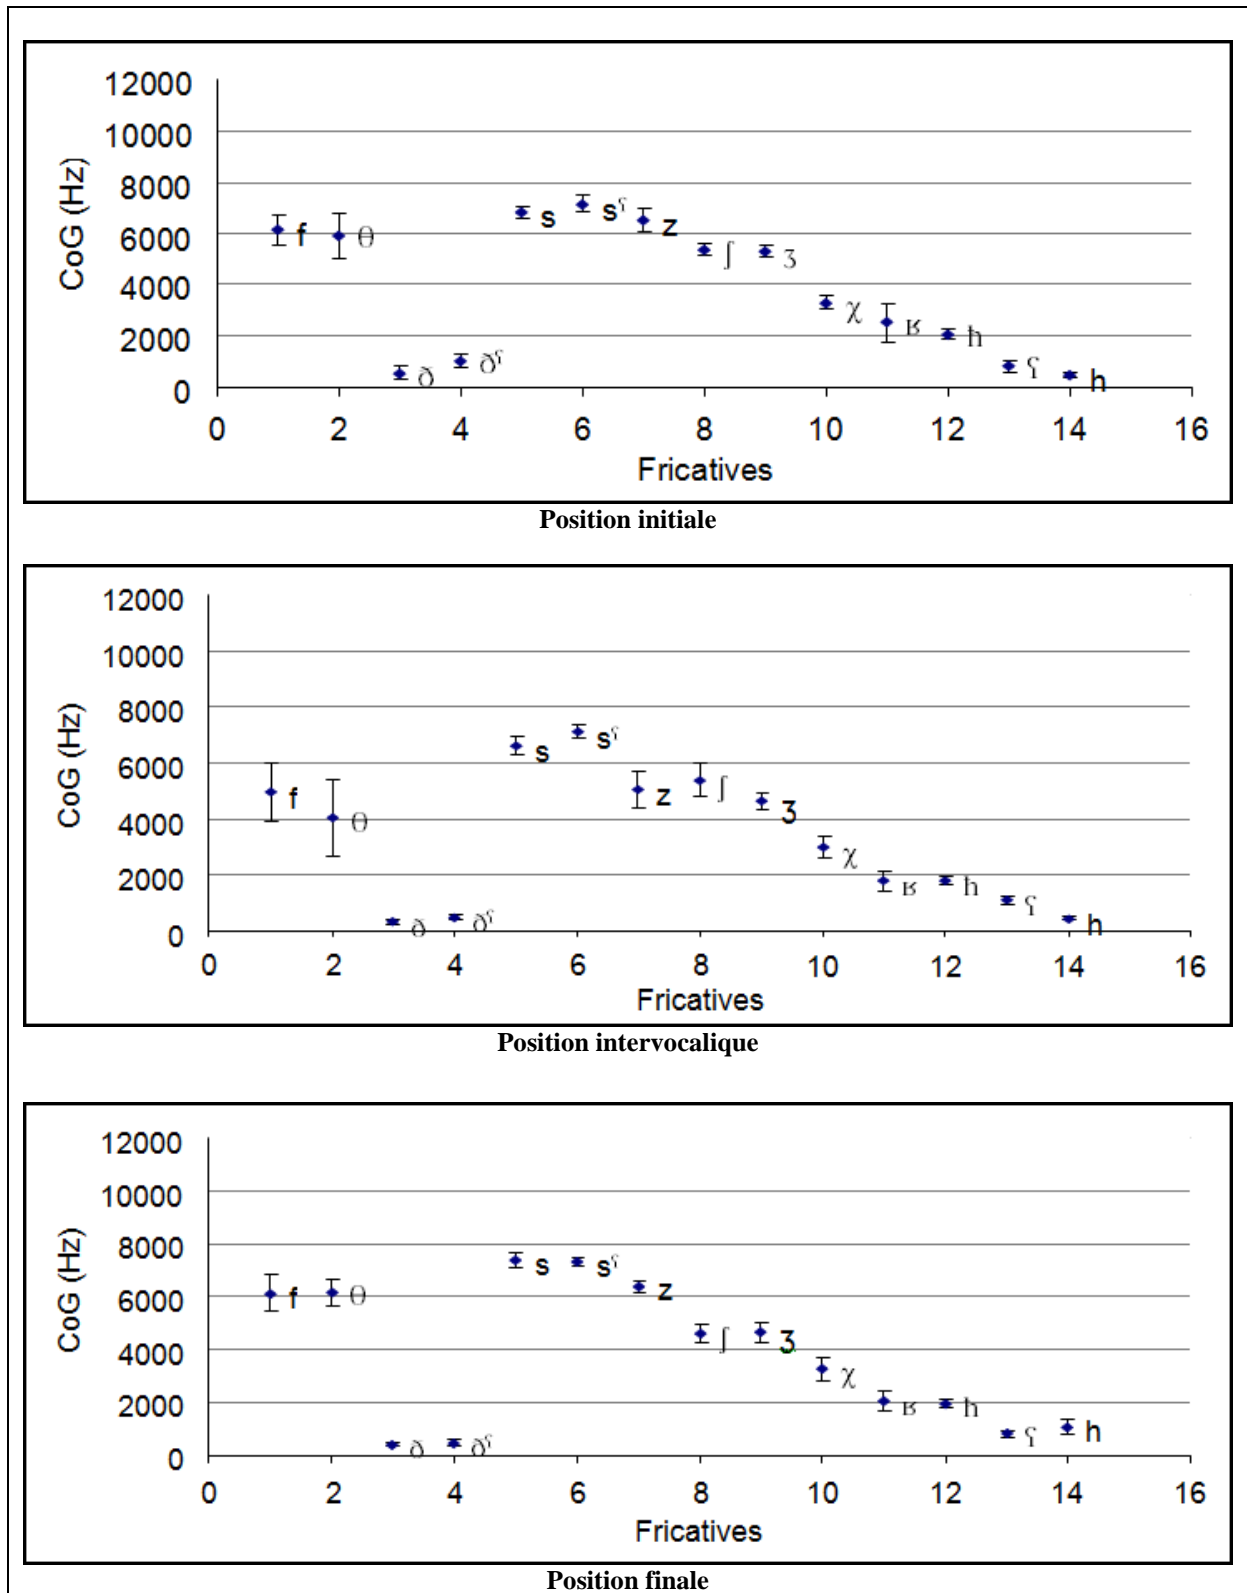 12000
10000
8000
6000
4000
2000
0
CoG (Hz)
f θ ð ðˤ s sˤ z ʃ ʒ χ ʁ ħ ʕ h
0 2 4 6 8 10 12 14 16
Fricatives
Position initiale
12000
10000
8000
6000
4000
2000
0
CoG (Hz)
f θ ð ðˤ s sˤ z ʃ ʒ χ ʁ ħ ʕ h
0 2 4 6 8 10 12 14 16
Fricatives
Position intervocalique
12000
10000
8000
6000
4000
2000
0
CoG (Hz)
f θ ð ðˤ s sˤ z ʃ ʒ χ ʁ ħ ʕ h
0 2 4 6 8 10 12 14 16
Fricatives
Position finale